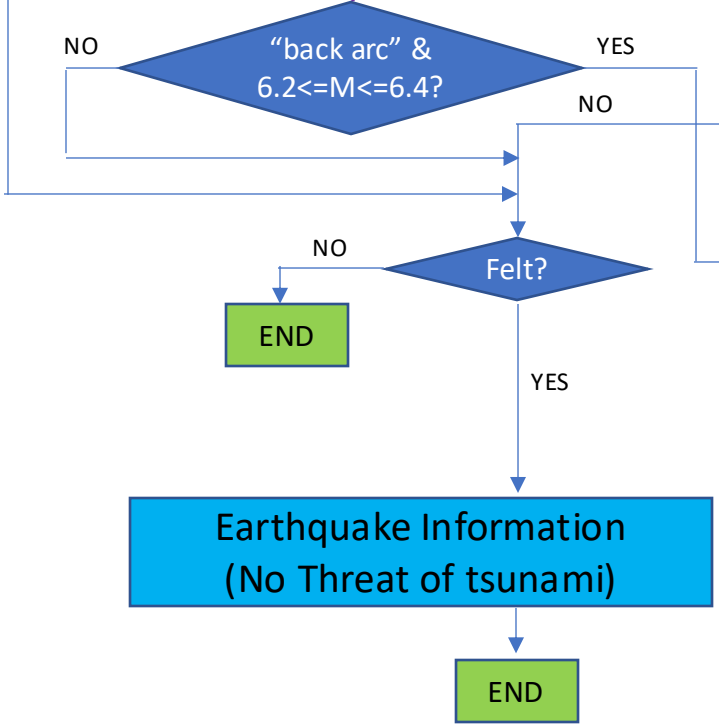 NO
“back arc” &
6.2<=M<=6.4?
YES
NO
NO
Felt?
END
YES
Earthquake Information
(No Threat of tsunami)
END